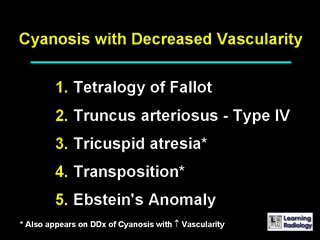 Cyanosis with Decreased Vascularity
1. Tetralogy of Fallot
2. Truncus arteriosus - Type IV
3. Tricuspid atresia*
4. Transposition*
5. Ebstein's Anomaly
* Also appears on DDx of Cyanosis with ↑ Vascularity
Learning
Radiology